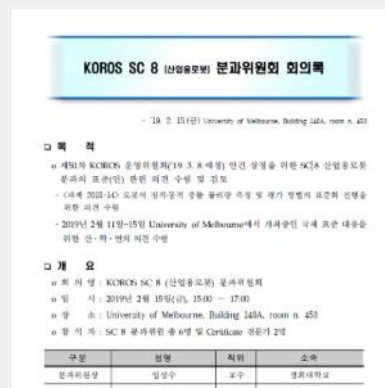 KOROS SC 8 (산업용로봇) 분과위원회 회의록
- '19. 2. 15.(금) University of Melbourne, Building 148A, room n. 453
□ 목 적
o 제50차 KOROS 운영위원회('19. 3. 8.예정) 안건 상정을 위한 SC8 산업용로봇
분과의 표준(안) 관련 의견 수렴 및 검토
- (과제 2018-14) 로봇의 정적·동적 충돌 물리량 측정 및 평가 방법의 표준화 진행을
위한 의견 수렴
- 2019년 2월 11일~15일 University of Melbourne에서 개최중인 국제 표준 대응을
위한 산·학·연의 의견 수렴
□ 개 요
o 회 의 명 : KOROS SC 8 (산업용로봇) 분과위원회
o 일 시 : 2019년 2월 15일(금), 15:00 ~ 17:00
o 장 소 : University of Melbourne, Building 148A, room n. 453
o 참 석 자 : SC 8 분과위원 총 6명 및 Certificate 전문가 2명
구분 성명 직위 소속
분과위원장 임성수 교수 경희대학교